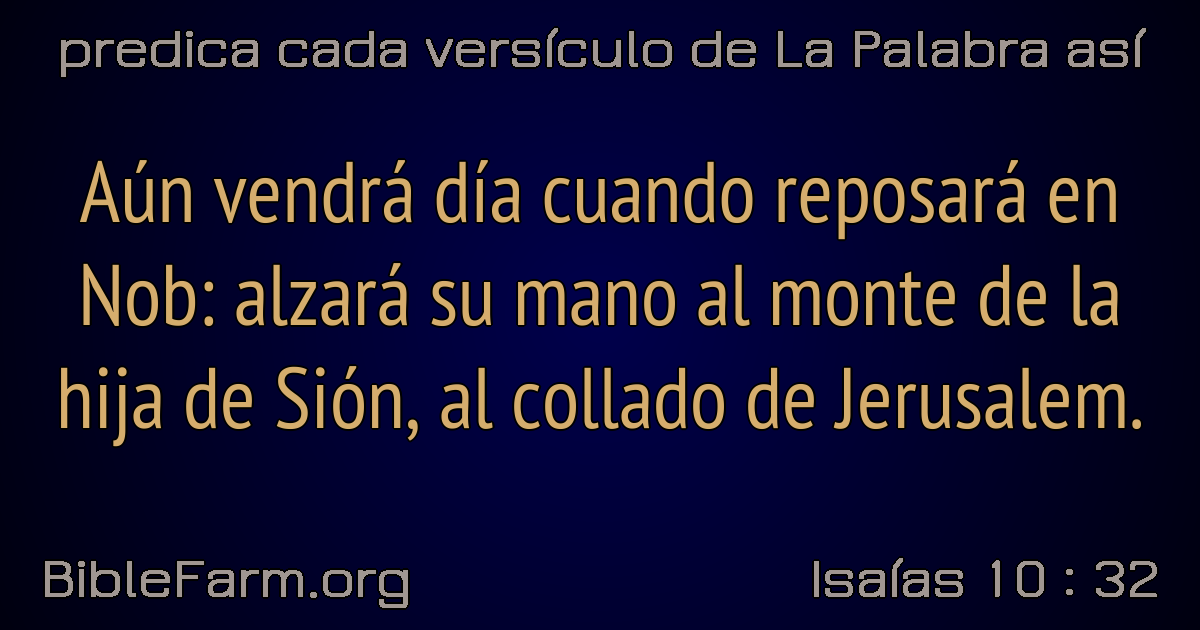 predica cada versículo de La Palabra así
Aún vendrá día cuando reposará en
Nob: alzará su mano al monte de la
hija de Sión, al collado de Jerusalem.
BibleFarm.org
Isaías 10 : 32